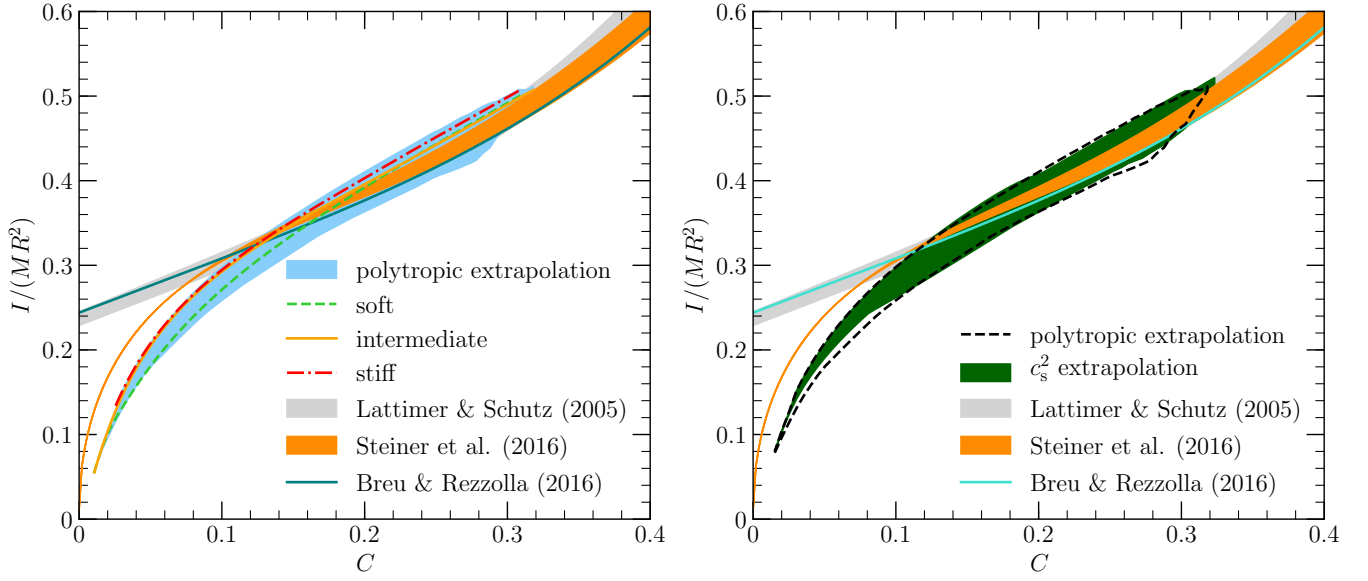 0.6
0.5
0.4
0.3
0.2
0.1
0
I/(MR²)
polytropic extrapolation
soft
intermediate
stiff
Lattimer & Schutz (2005)
Steiner et al. (2016)
Breu & Rezzolla (2016)
0 0.1 0.2 0.3 0.4
C
0.6
0.5
0.4
0.3
0.2
0.1
0
I/(MR²)
polytropic extrapolation
c_s² extrapolation
Lattimer & Schutz (2005)
Steiner et al. (2016)
Breu & Rezzolla (2016)
0 0.1 0.2 0.3 0.4
C